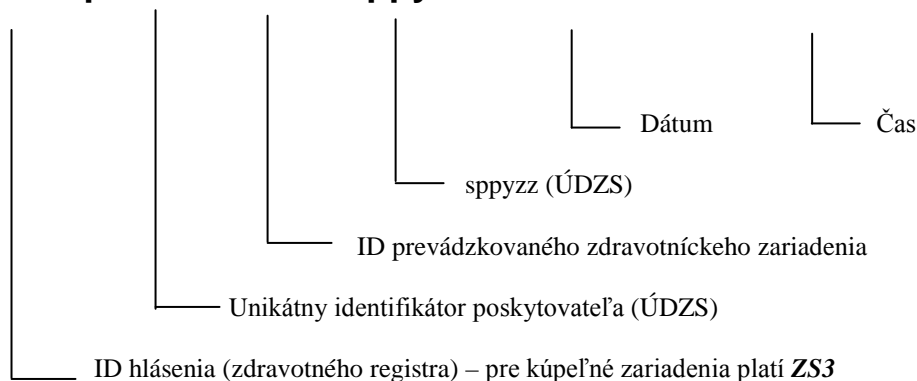 Dátum
Čas
sppyzz (ÚDZS)
ID prevádzkovaného zdravotníckeho zariadenia
Unikátny identifikátor poskytovateľa (ÚDZS)
ID hlásenia (zdravotného registra) – pre kúpeľné zariadenia platí ZS3